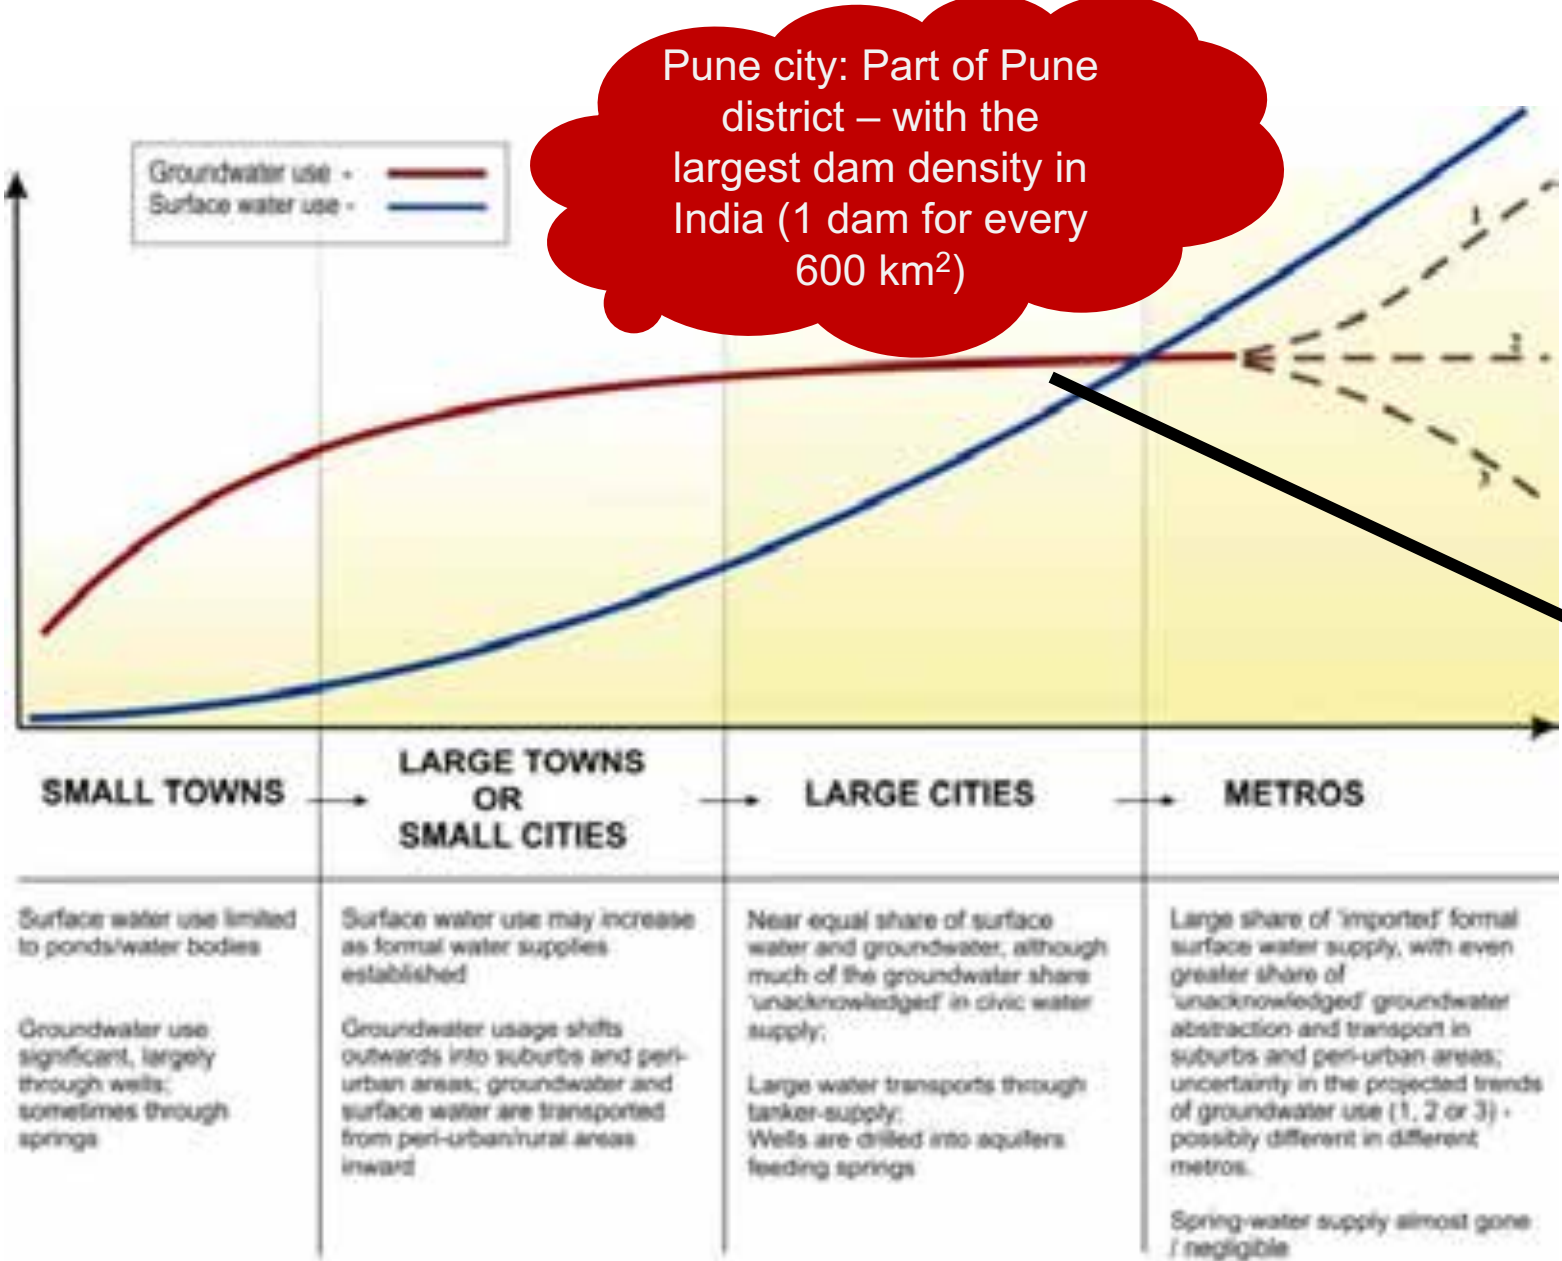 Pune city: Part of Pune
district – with the
largest dam density in
India (1 dam for every
600 km²)
Groundwater use -
Surface water use -
1
SMALL TOWNS
LARGE TOWNS
OR
SMALL CITIES
LARGE CITIES
METROS
Surface water use limited
to ponds/water bodies
Groundwater use
significant, largely
through wells;
sometimes through
springs
Surface water use may increase
as formal water supplies
established
Groundwater usage shifts
outwards into suburbs and peri-
urban areas; groundwater and
surface water are transported
from peri-urban/rural areas
inward
Near equal share of surface
water and groundwater, although
much of the groundwater share
'unacknowledged' in civic water
supply;
Large water transports through
tanker-supply;
Wells are drilled into aquifers
feeding springs
Large share of 'imported' formal
surface water supply, with even
greater share of
'unacknowledged' groundwater
abstraction and transport in
suburbs and peri-urban areas;
uncertainty in the projected trends
of groundwater use (1, 2 or 3) -
possibly different in different
metros.
Spring-water supply almost gone
/ negligible